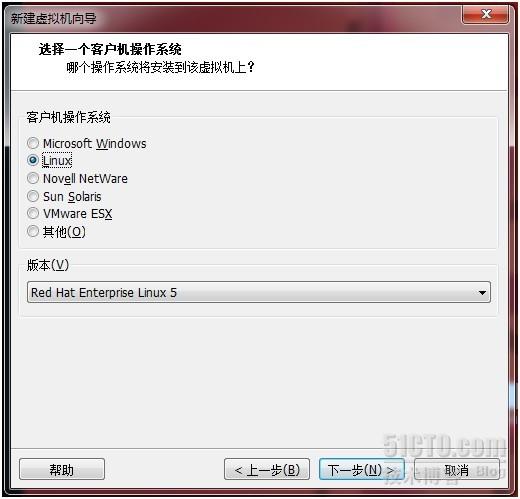 新建虚拟机向导
选择一个客户机操作系统
哪个操作系统将安装到该虚拟机上？
客户机操作系统
Microsoft Windows
Linux
Novell NetWare
Sun Solaris
VMware ESX
其他(O)
版本(V)
Red Hat Enterprise Linux 5
51CTO.com
技术博客 Blog
帮助
< 上一步(B)
下一步(N) >
取消